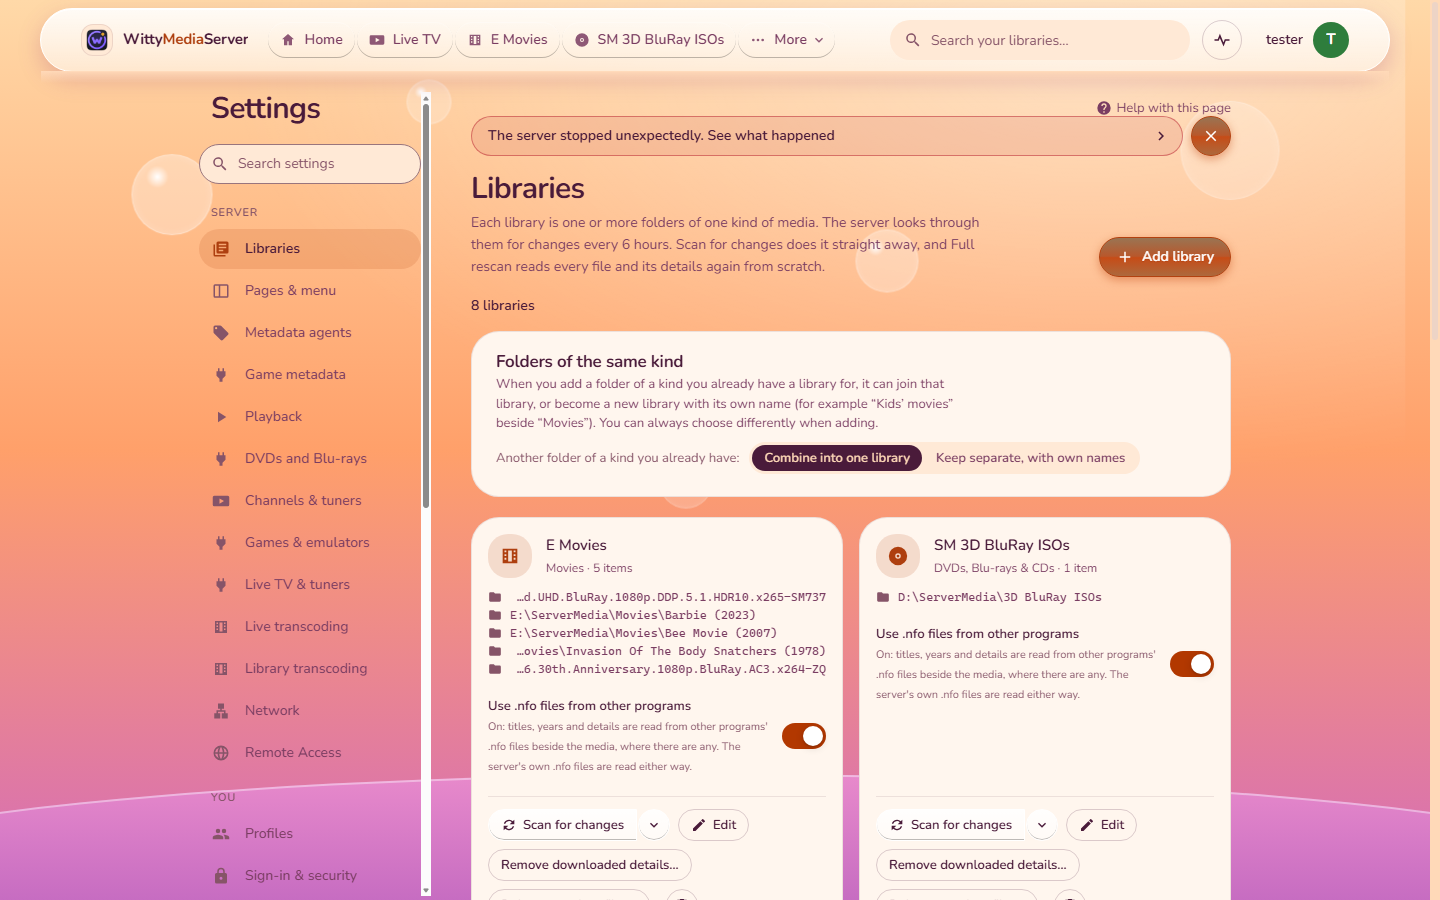 WittyMediaServer
Home
Live TV
E Movies
SM 3D BluRay ISOs
More
Search your libraries...
tester
T
Settings
Search settings
SERVER
Libraries
Pages & menu
Metadata agents
Game metadata
Playback
DVDs and Blu-rays
Channels & tuners
Games & emulators
Live TV & tuners
Live transcoding
Library transcoding
Network
Remote Access
YOU
Profiles
Sign-in & security
Help with this page
The server stopped unexpectedly. See what happened
Libraries
Each library is one or more folders of one kind of media. The server looks through
them for changes every 6 hours. Scan for changes does it straight away, and Full
rescan reads every file and its details again from scratch.
Add library
8 libraries
Folders of the same kind
When you add a folder of a kind you already have a library for, it can join that
library, or become a new library with its own name (for example “Kids’ movies”
beside “Movies”). You can always choose differently when adding.
Another folder of a kind you already have:
Combine into one library
Keep separate, with own names
E Movies
Movies · 5 items
…d.UHD.BluRay.1080p.DDP.5.1.HDR10.x265-SM737
E:\ServerMedia\Movies\Barbie (2023)
E:\ServerMedia\Movies\Bee Movie (2007)
…ovies\Invasion Of The Body Snatchers (1978)
…6.30th.Anniversary.1080p.BluRay.AC3.x264-ZQ
Use .nfo files from other programs
On: titles, years and details are read from other programs'
.nfo files beside the media, where there are any. The
server's own .nfo files are read either way.
Scan for changes
Edit
Remove downloaded details...
SM 3D BluRay ISOs
DVDs, Blu-rays & CDs · 1 item
D:\ServerMedia\3D BluRay ISOs
Use .nfo files from other programs
On: titles, years and details are read from other programs'
.nfo files beside the media, where there are any. The
server's own .nfo files are read either way.
Scan for changes
Edit
Remove downloaded details...